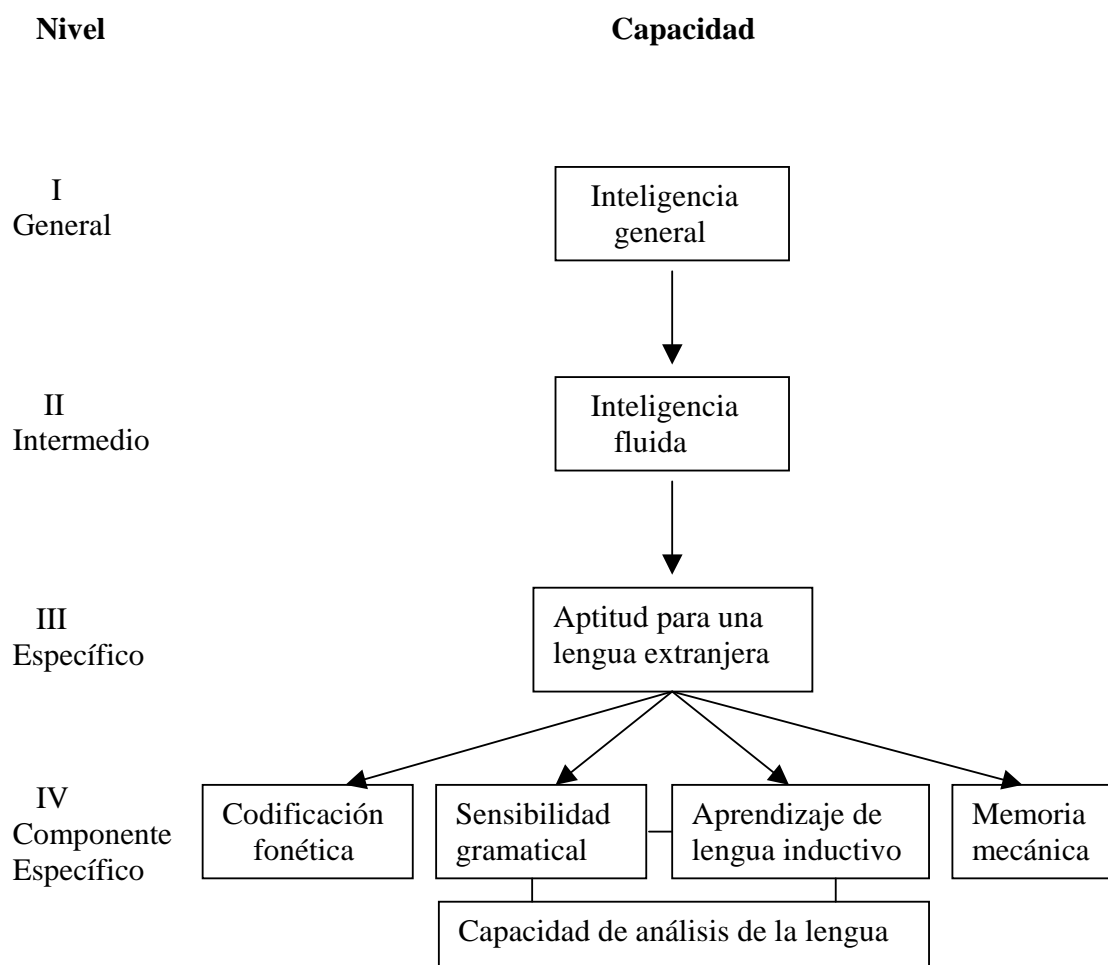 Nivel Capacidad
I
General
Inteligencia
general
II
Intermedio
Inteligencia
fluida
III
Específico
Aptitud para una
lengua extranjera
IV
Componente
Específico
Codificación
fonética
Sensibilidad
gramatical
Aprendizaje de
lengua inductivo
Memoria
mecánica
Capacidad de análisis de la lengua